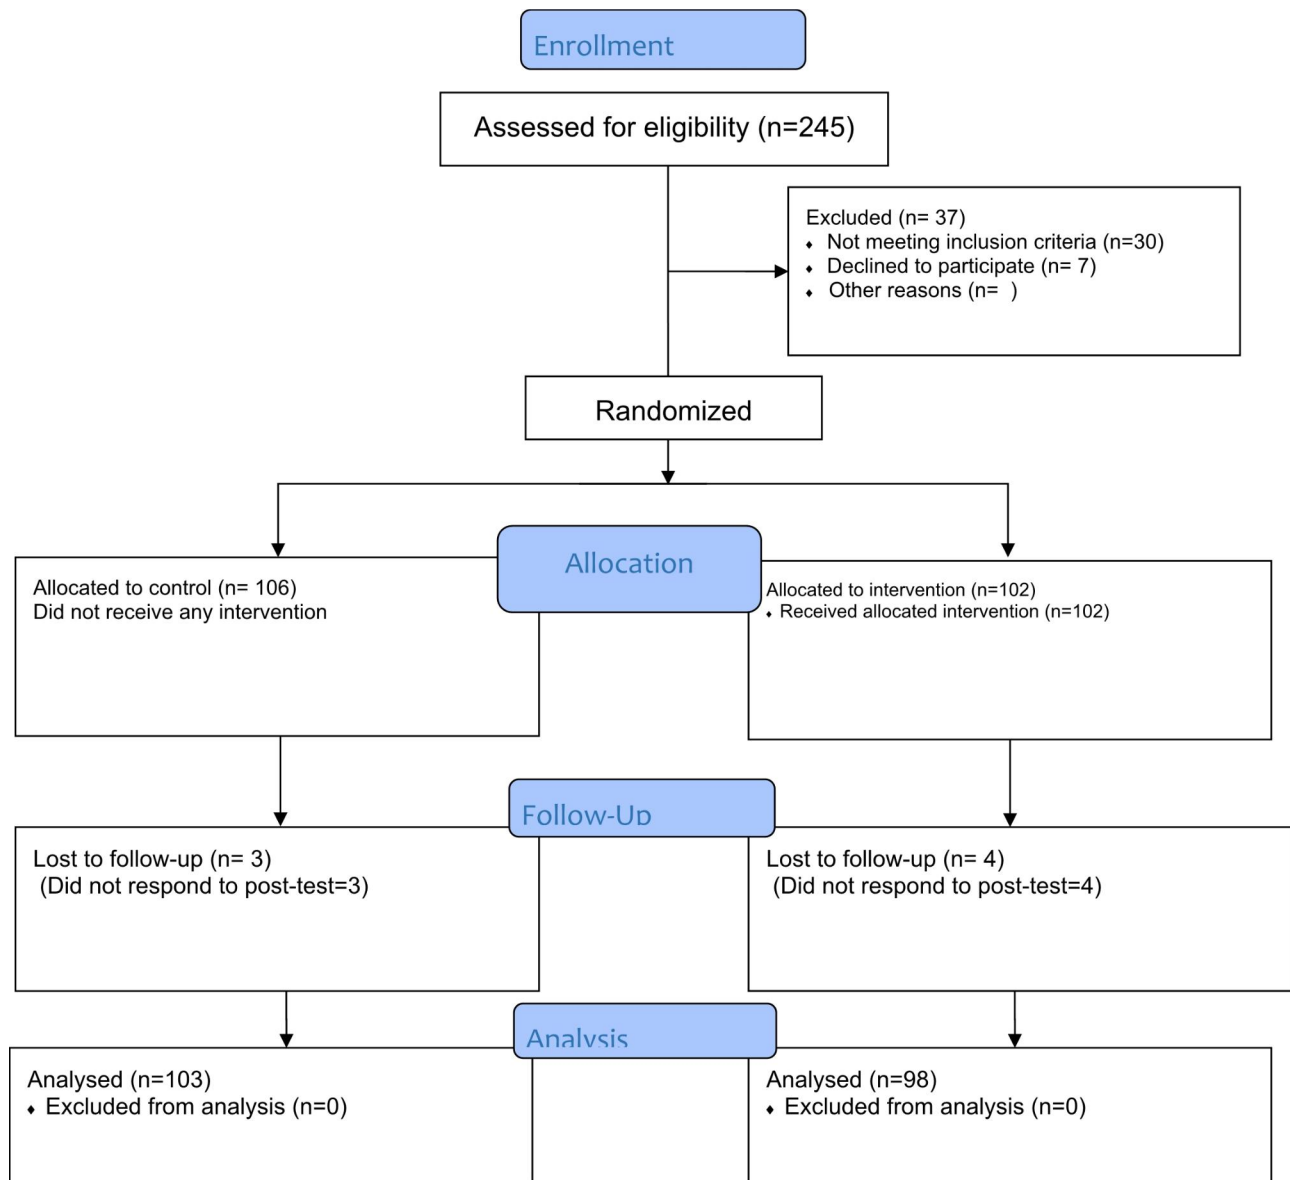 Enrollment
Assessed for eligibility (n=245)
Excluded (n= 37)
⬧ Not meeting inclusion criteria (n=30)
⬧ Declined to participate (n= 7)
⬧ Other reasons (n=  )
Randomized
Allocation
Allocated to control (n= 106)
Did not receive any intervention
Allocated to intervention (n=102)
⬧ Received allocated intervention (n=102)
Follow-Up
Lost to follow-up (n= 3)
(Did not respond to post-test=3)
Lost to follow-up (n= 4)
(Did not respond to post-test=4)
Analysis
Analysed (n=103)
⬧ Excluded from analysis (n=0)
Analysed (n=98)
⬧ Excluded from analysis (n=0)